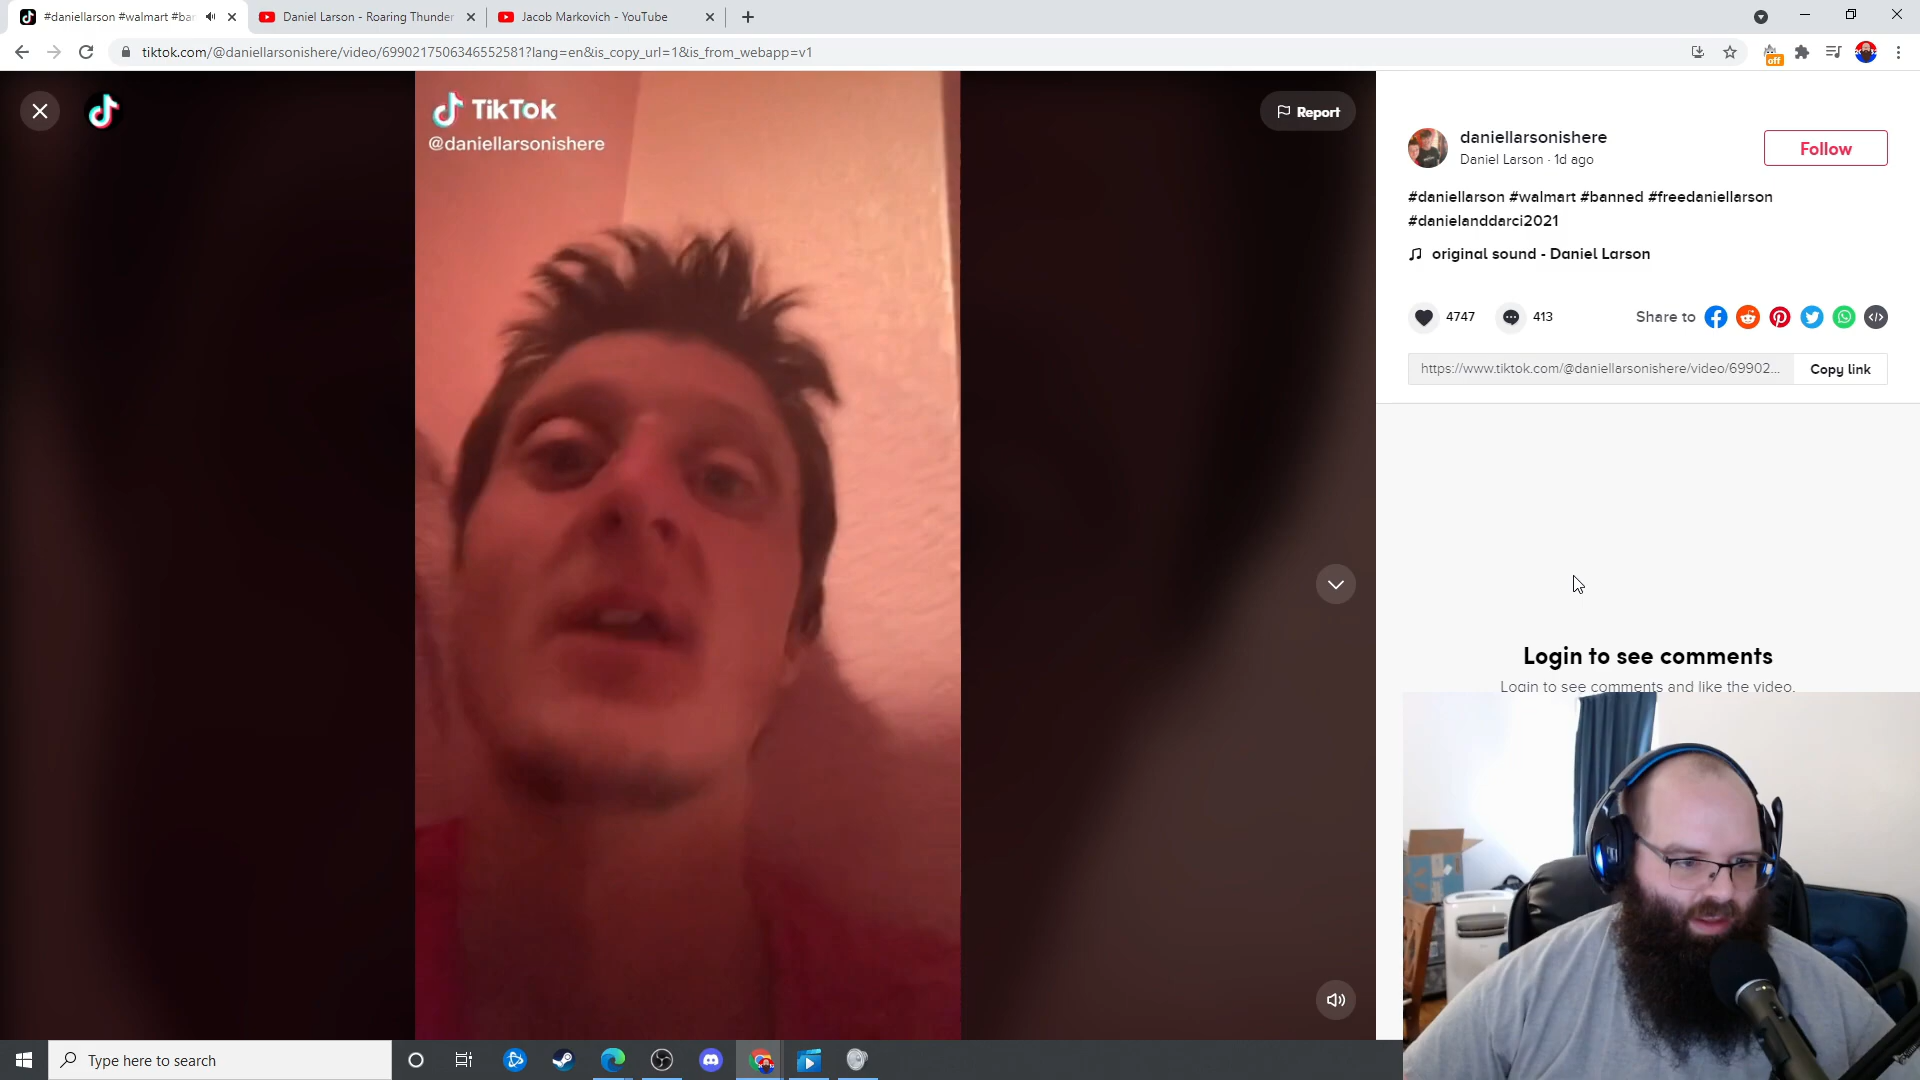 #daniellarson #walmart #ban
Daniel Larson - Roaring Thunder
Jacob Markovich - YouTube
tiktok.com/@daniellarsonishere/video/6990217506346552581?lang=en&is_copy_url=1&is_from_webapp=v1
off
TikTok
@daniellarsonishere
Report
daniellarsonishere
Daniel Larson · 1d ago
Follow
#daniellarson #walmart #banned #freedaniellarson
#danielanddarci2021
original sound - Daniel Larson
4747
413
Share to
https://www.tiktok.com/@daniellarsonishere/video/69902...
Copy link
Login to see comments
Login to see comments and like the video.
Type here to search